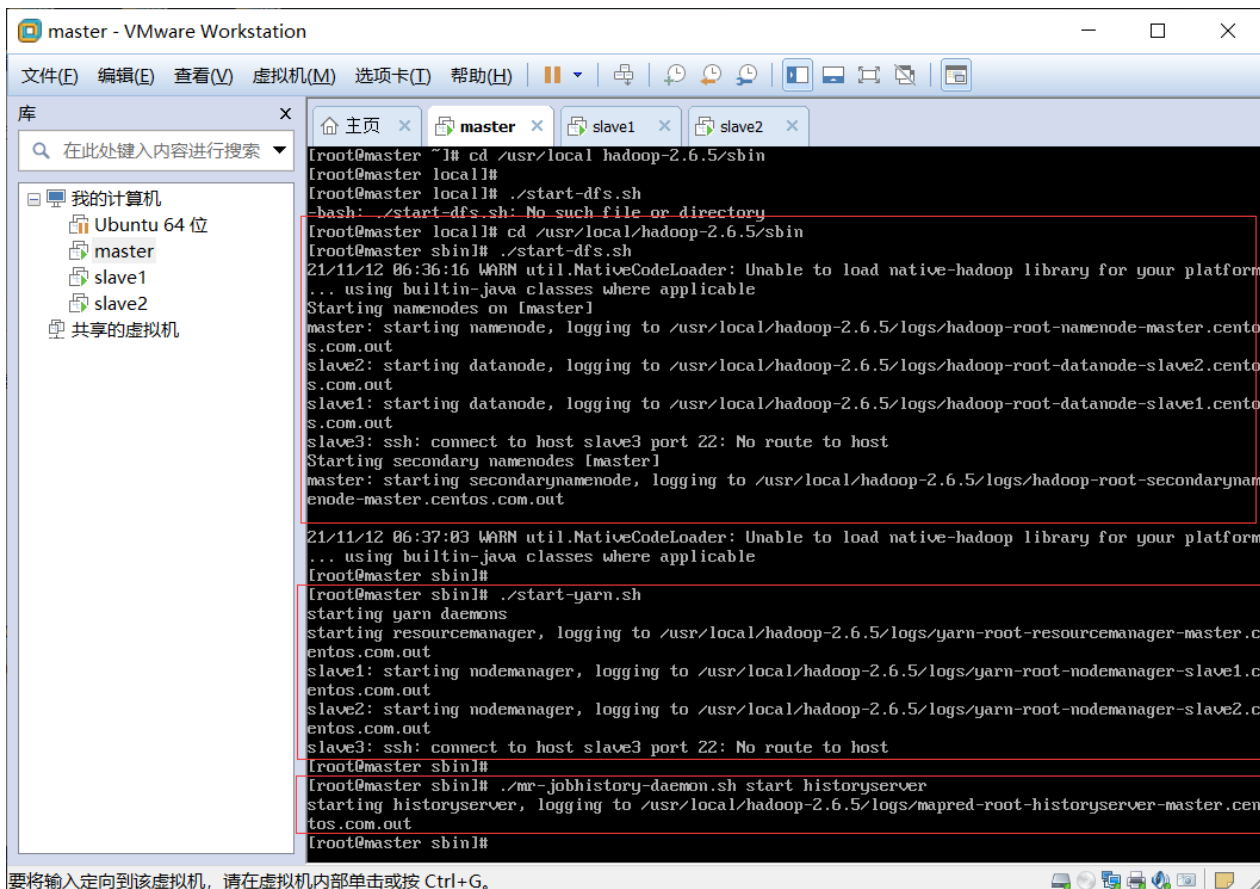 master - VMware Workstation
文件(F) 编辑(E) 查看(V) 虚拟机(M) 选项卡(T) 帮助(H)
库
在此处键入内容进行搜索
我的计算机
Ubuntu 64 位
master
slave1
slave2
共享的虚拟机
主页 master slave1 slave2
[root@master ~]# cd /usr/local hadoop-2.6.5/sbin
[root@master local]#
[root@master local]# ./start-dfs.sh
-bash: ./start-dfs.sh: No such file or directory
[root@master local]# cd /usr/local/hadoop-2.6.5/sbin
[root@master sbin]# ./start-dfs.sh
21/11/12 06:36:16 WARN util.NativeCodeLoader: Unable to load native-hadoop library for your platform
... using builtin-java classes where applicable
Starting namenodes on [master]
master: starting namenode, logging to /usr/local/hadoop-2.6.5/logs/hadoop-root-namenode-master.cento
s.com.out
slave2: starting datanode, logging to /usr/local/hadoop-2.6.5/logs/hadoop-root-datanode-slave2.cento
s.com.out
slave1: starting datanode, logging to /usr/local/hadoop-2.6.5/logs/hadoop-root-datanode-slave1.cento
s.com.out
slave3: ssh: connect to host slave3 port 22: No route to host
Starting secondary namenodes [master]
master: starting secondarynamenode, logging to /usr/local/hadoop-2.6.5/logs/hadoop-root-secondarynam
enode-master.centos.com.out
21/11/12 06:37:03 WARN util.NativeCodeLoader: Unable to load native-hadoop library for your platform
... using builtin-java classes where applicable
[root@master sbin]#
[root@master sbin]# ./start-yarn.sh
starting yarn daemons
starting resourcemanager, logging to /usr/local/hadoop-2.6.5/logs/yarn-root-resourcemanager-master.c
entos.com.out
slave1: starting nodemanager, logging to /usr/local/hadoop-2.6.5/logs/yarn-root-nodemanager-slave1.c
entos.com.out
slave2: starting nodemanager, logging to /usr/local/hadoop-2.6.5/logs/yarn-root-nodemanager-slave2.c
entos.com.out
slave3: ssh: connect to host slave3 port 22: No route to host
[root@master sbin]#
[root@master sbin]# ./mr-jobhistory-daemon.sh start historyserver
starting historyserver, logging to /usr/local/hadoop-2.6.5/logs/mapred-root-historyserver-master.cen
tos.com.out
[root@master sbin]#
要将输入定向到该虚拟机，请在虚拟机内部单击或按 Ctrl+G。